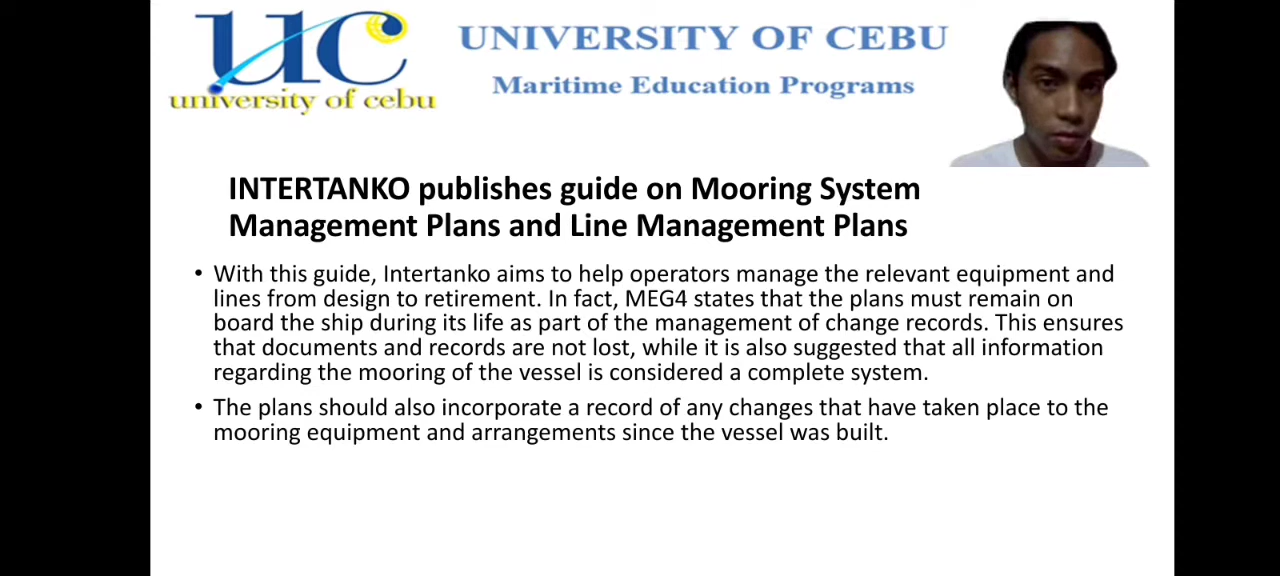 UC
university of cebu
UNIVERSITY OF CEBU
Maritime Education Programs
INTERTANKO publishes guide on Mooring System
Management Plans and Line Management Plans
• With this guide, Intertanko aims to help operators manage the relevant equipment and
lines from design to retirement. In fact, MEG4 states that the plans must remain on
board the ship during its life as part of the management of change records. This ensures
that documents and records are not lost, while it is also suggested that all information
regarding the mooring of the vessel is considered a complete system.
• The plans should also incorporate a record of any changes that have taken place to the
mooring equipment and arrangements since the vessel was built.